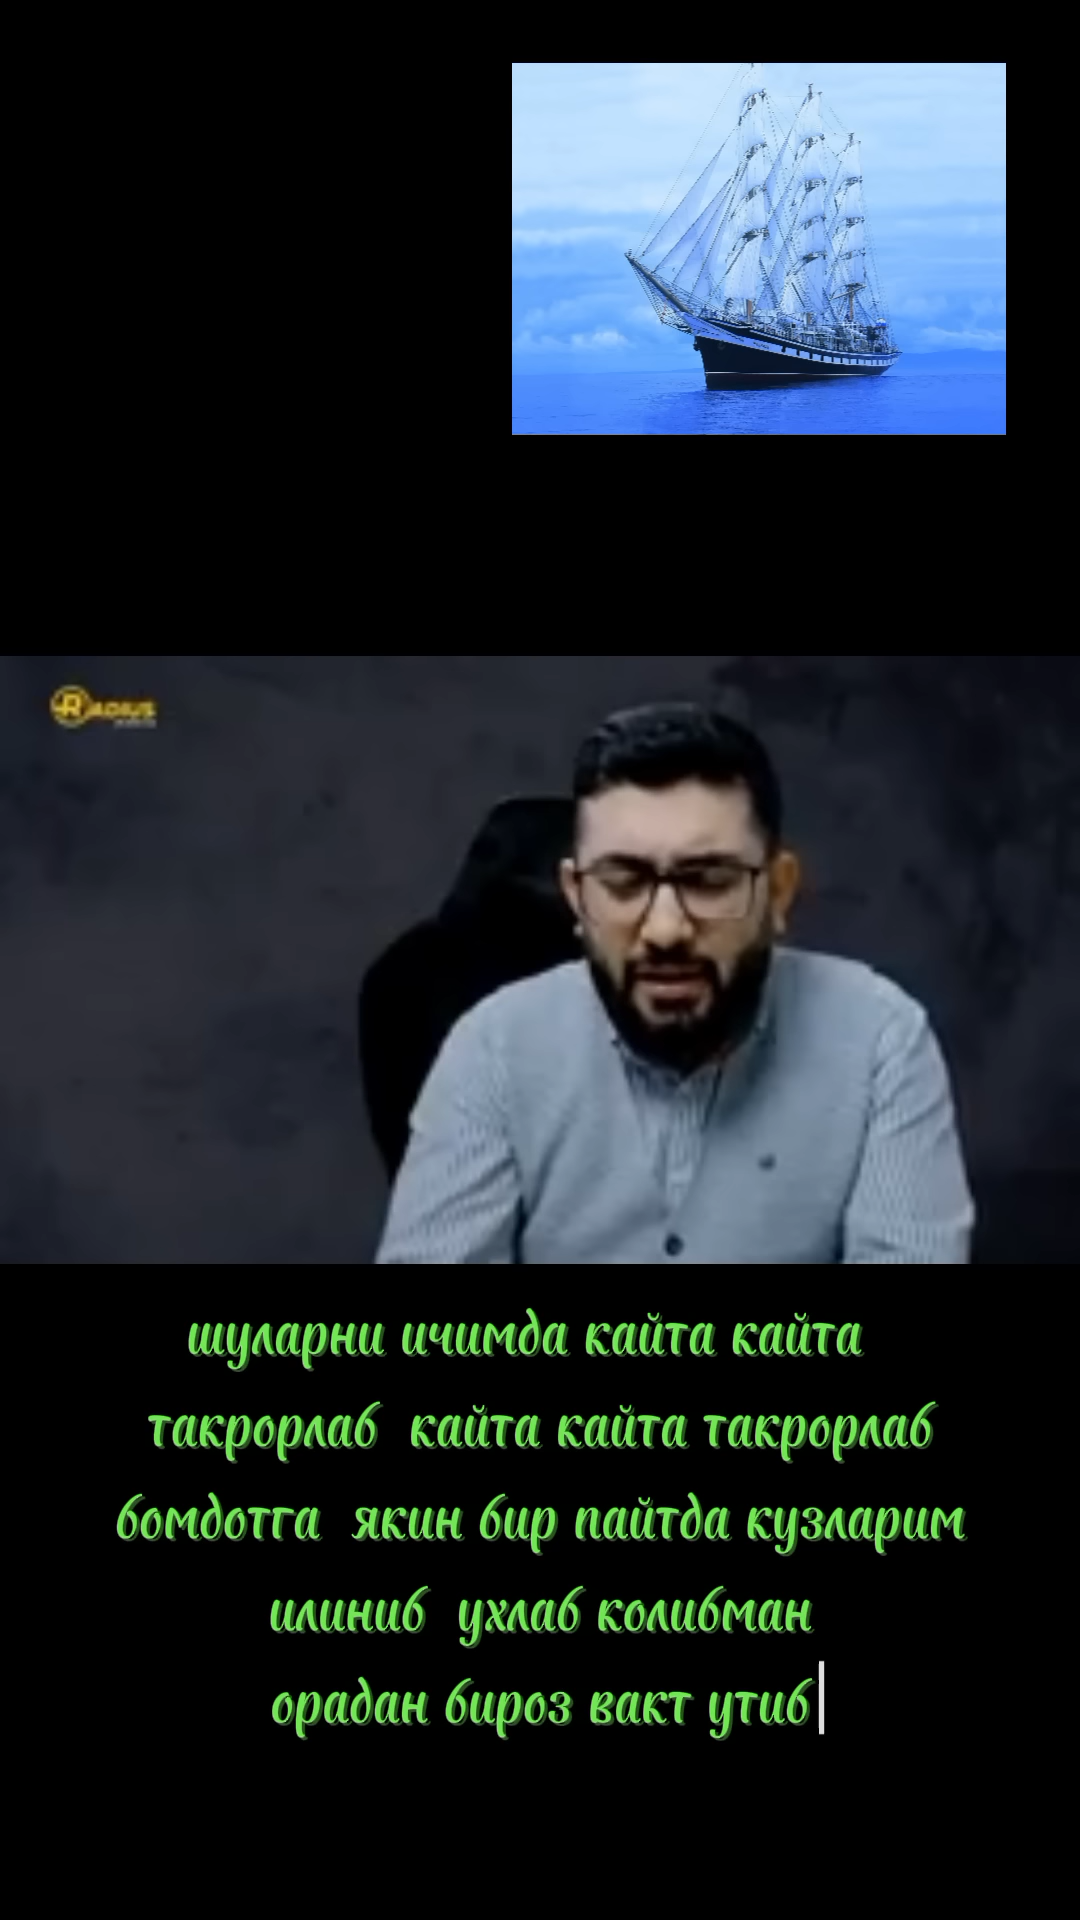 RADIUS
шуларни ичимда кайта кайта
такрорлаб кайта кайта такрорлаб
бомдотга якин бир пайтда кузларим
илиниб ухлаб колибман
орадан бироз вакт утиб